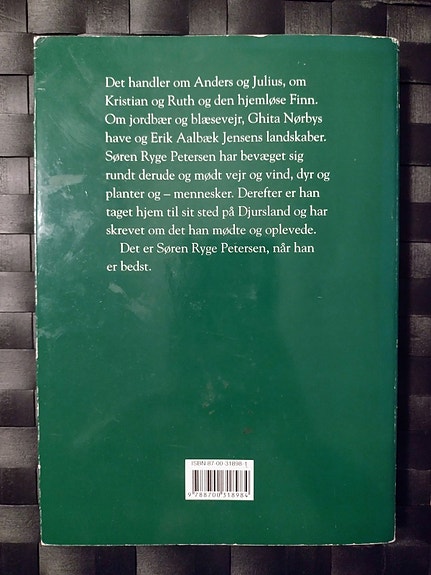 Det handler om Anders og Julius, om
Kristian og Ruth og den hjemløse Finn.
Om jordbær og blæsevejr, Ghita Nørbys
have og Erik Aalbæk Jensens landskaber.
Søren Ryge Petersen har bevæget sig
rundt derude og mødt vejr og vind, dyr og
planter og – mennesker. Derefter er han
taget hjem til sit sted på Djursland og har
skrevet om det han mødte og oplevede.
Det er Søren Ryge Petersen, når han
er bedst.
ISBN 87-00-31898-1
9 788700 318984